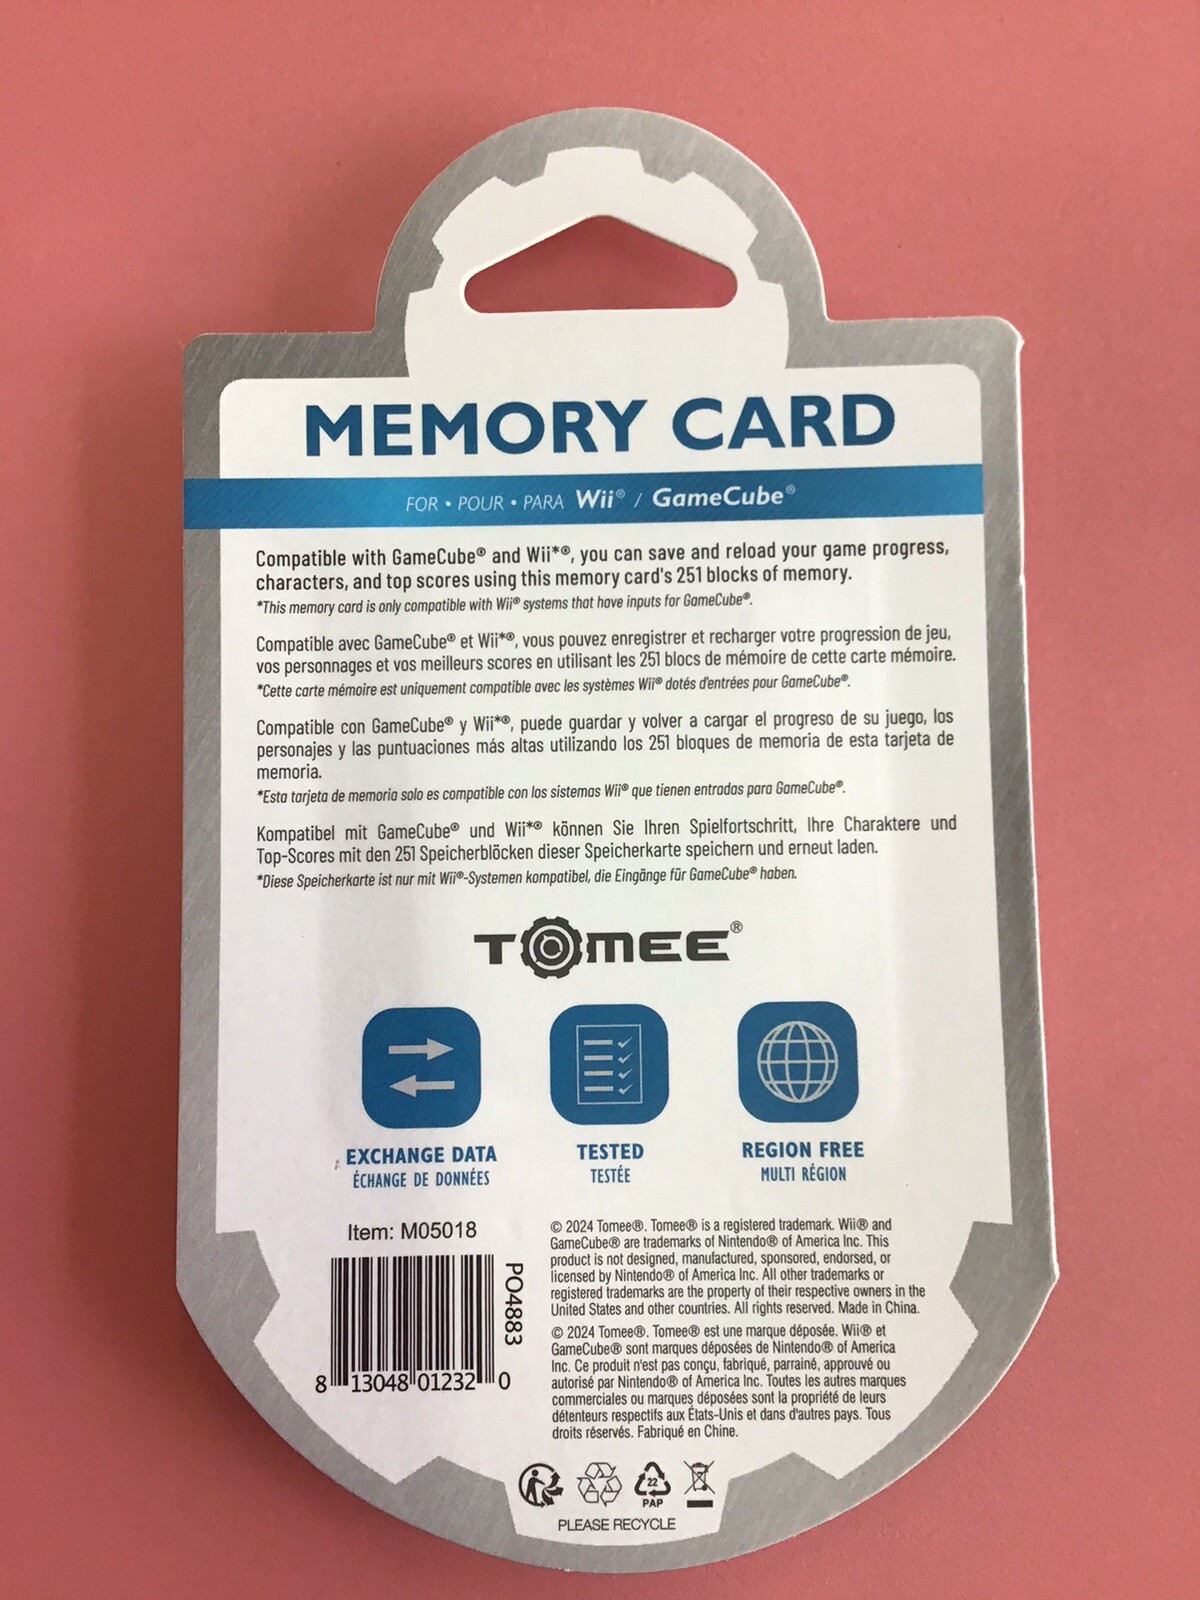 MEMORY CARD
FOR • POUR • PARA Wii® / GameCube®
Compatible with GameCube® and Wii*®, you can save and reload your game progress,
characters, and top scores using this memory card's 251 blocks of memory.
*This memory card is only compatible with Wii® systems that have inputs for GameCube®.
Compatible avec GameCube® et Wii*®, vous pouvez enregistrer et recharger votre progression de jeu,
vos personnages et vos meilleurs scores en utilisant les 251 blocs de mémoire de cette carte mémoire.
*Cette carte mémoire est uniquement compatible avec les systèmes Wii® dotés d'entrées pour GameCube®.
Compatible con GameCube® y Wii*®, puede guardar y volver a cargar el progreso de su juego, los
personajes y las puntuaciones más altas utilizando los 251 bloques de memoria de esta tarjeta de
memoria.
*Esta tarjeta de memoria solo es compatible con los sistemas Wii® que tienen entradas para GameCube®.
Kompatibel mit GameCube® und Wii*® können Sie Ihren Spielfortschritt, Ihre Charaktere und
Top-Scores mit den 251 Speicherblöcken dieser Speicherkarte speichern und erneut laden.
*Diese Speicherkarte ist nur mit Wii®-Systemen kompatibel, die Eingänge für GameCube® haben.
TOMEE®
EXCHANGE DATA
ÉCHANGE DE DONNÉES
TESTED
TESTÉE
REGION FREE
MULTI RÉGION
Item: M05018
PO4883
8 13048 01232 0
© 2024 Tomee®. Tomee® is a registered trademark. Wii® and
GameCube® are trademarks of Nintendo® of America Inc. This
product is not designed, manufactured, sponsored, endorsed, or
licensed by Nintendo® of America Inc. All other trademarks or
registered trademarks are the property of their respective owners in the
United States and other countries. All rights reserved. Made in China.
© 2024 Tomee®. Tomee® est une marque déposée. Wii® et
GameCube® sont marques déposées de Nintendo® of America
Inc. Ce produit n'est pas conçu, fabriqué, parrainé, approuvé ou
autorisé par Nintendo® of America Inc. Toutes les autres marques
commerciales ou marques déposées sont la propriété de leurs
détenteurs respectifs aux États-Unis et dans d'autres pays. Tous
droits réservés. Fabriqué en Chine.
22
PAP
PLEASE RECYCLE